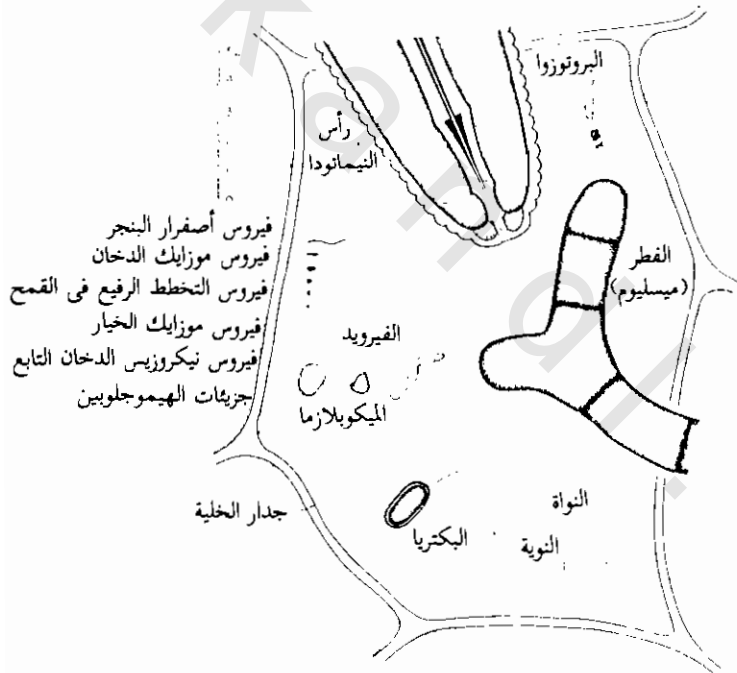 البروتوزوا
رأس
النيماتودا
فيروس أصفرار البنجر
فيروس موزايك الدخان
فيروس التخطط الرفيع فى القمح
فيروس موزايك الخيار
فيروس نيكروزيس الدخان التابع
جزيئات الهيموجلوبين
الفطر
(ميسليوم)
الفيرويد
الميكوبلازما
جدار الخلية
البكتريا
النواة
النوية